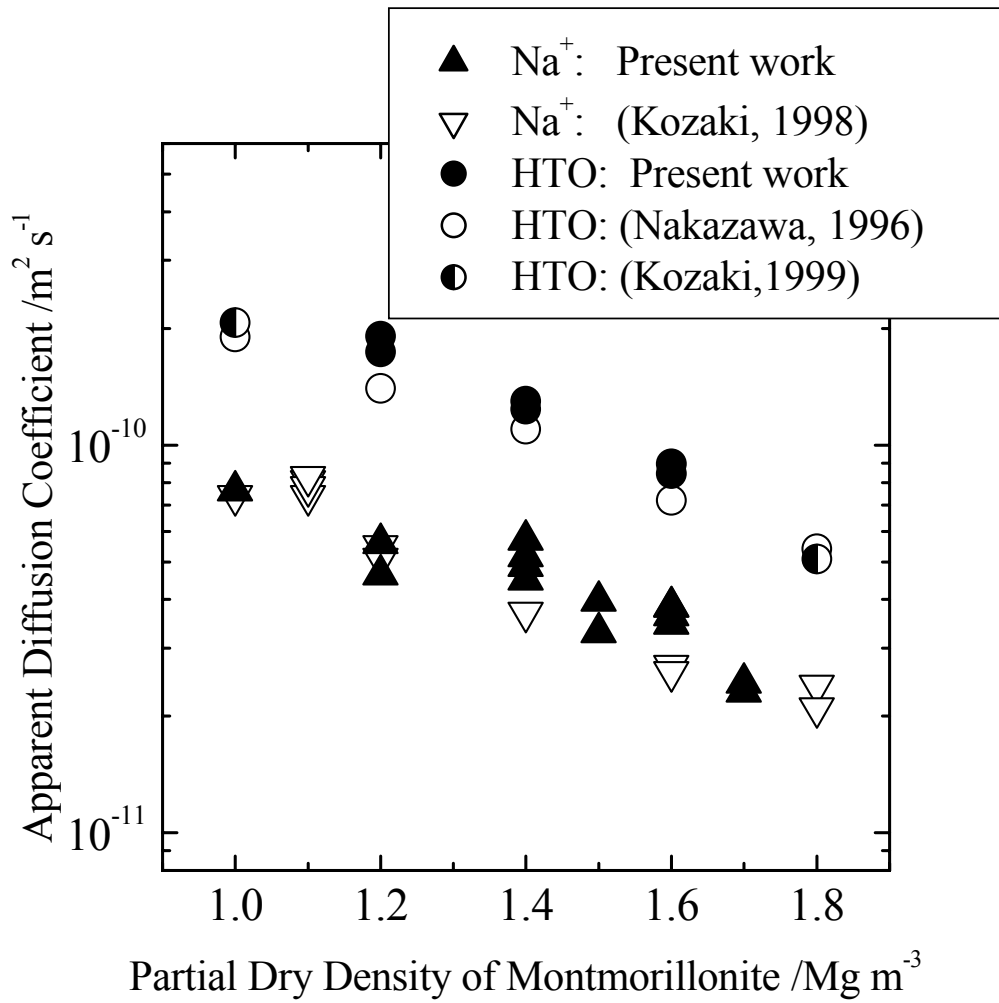 Na⁺: Present work
Na⁺: (Kozaki, 1998)
HTO: Present work
HTO: (Nakazawa, 1996)
HTO: (Kozaki,1999)
Apparent Diffusion Coefficient /m² s⁻¹
10⁻¹⁰
10⁻¹¹
1.0 1.2 1.4 1.6 1.8
Partial Dry Density of Montmorillonite /Mg m⁻³